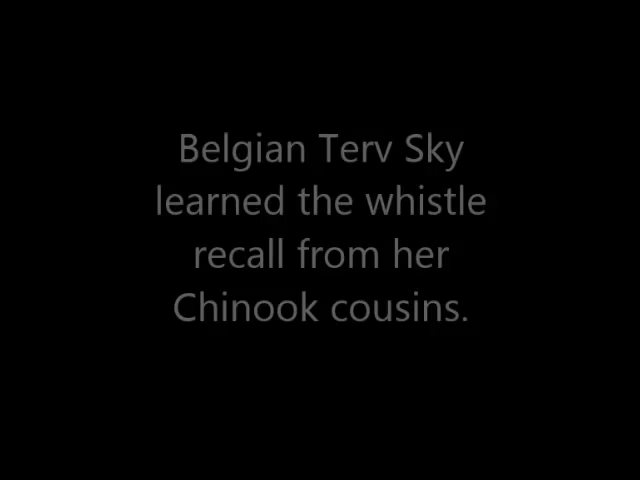 Belgian Terv Sky
learned the whistle
recall from her
Chinook cousins.